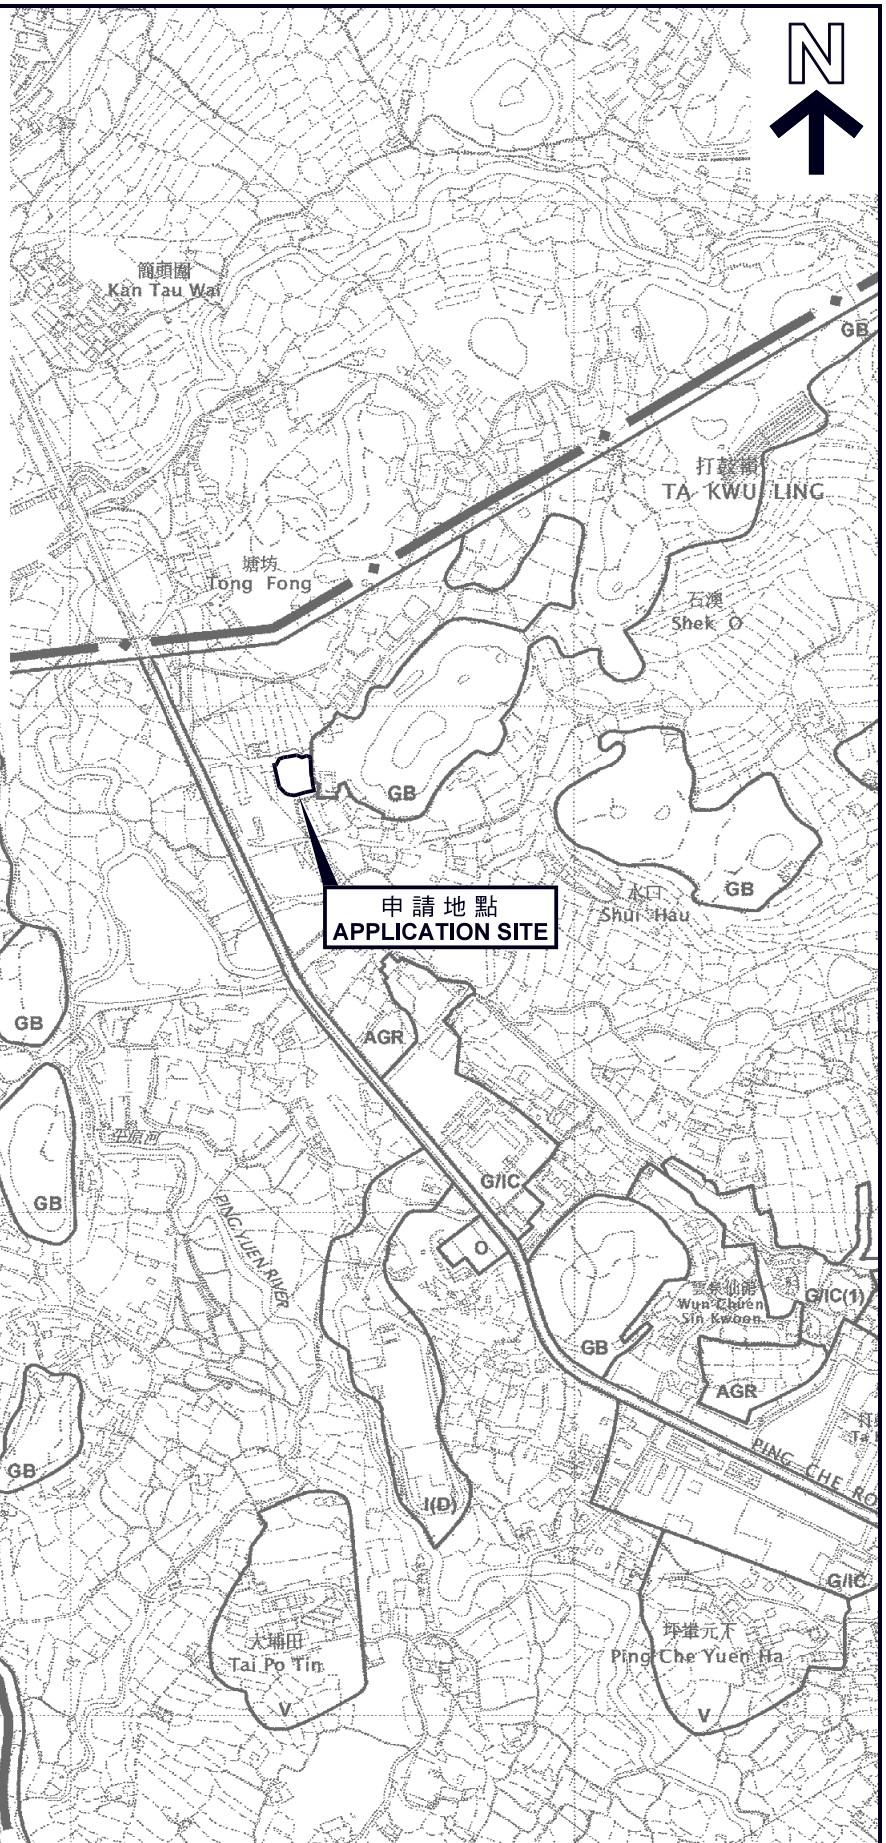 N
簡頭圍
Kan Tau Wai
GB
打鼓嶺
TA KWU LING
塘坊
Tong Fong
石澳
Shek O
GB
申請地點
APPLICATION SITE
水口
Shui Hau
GB
GB
AGR
平原河
PING YUEN RIVER
GB
G/IC
O
雲泉仙館
Wun Chuen
Sin Kwoon
G/IC(1)
GB
AGR
GB
PING CHE RO
I(D)
G/IC
大埔田
Tai Po Tin
V
坪輋元下
Ping Che Yuen Ha
V